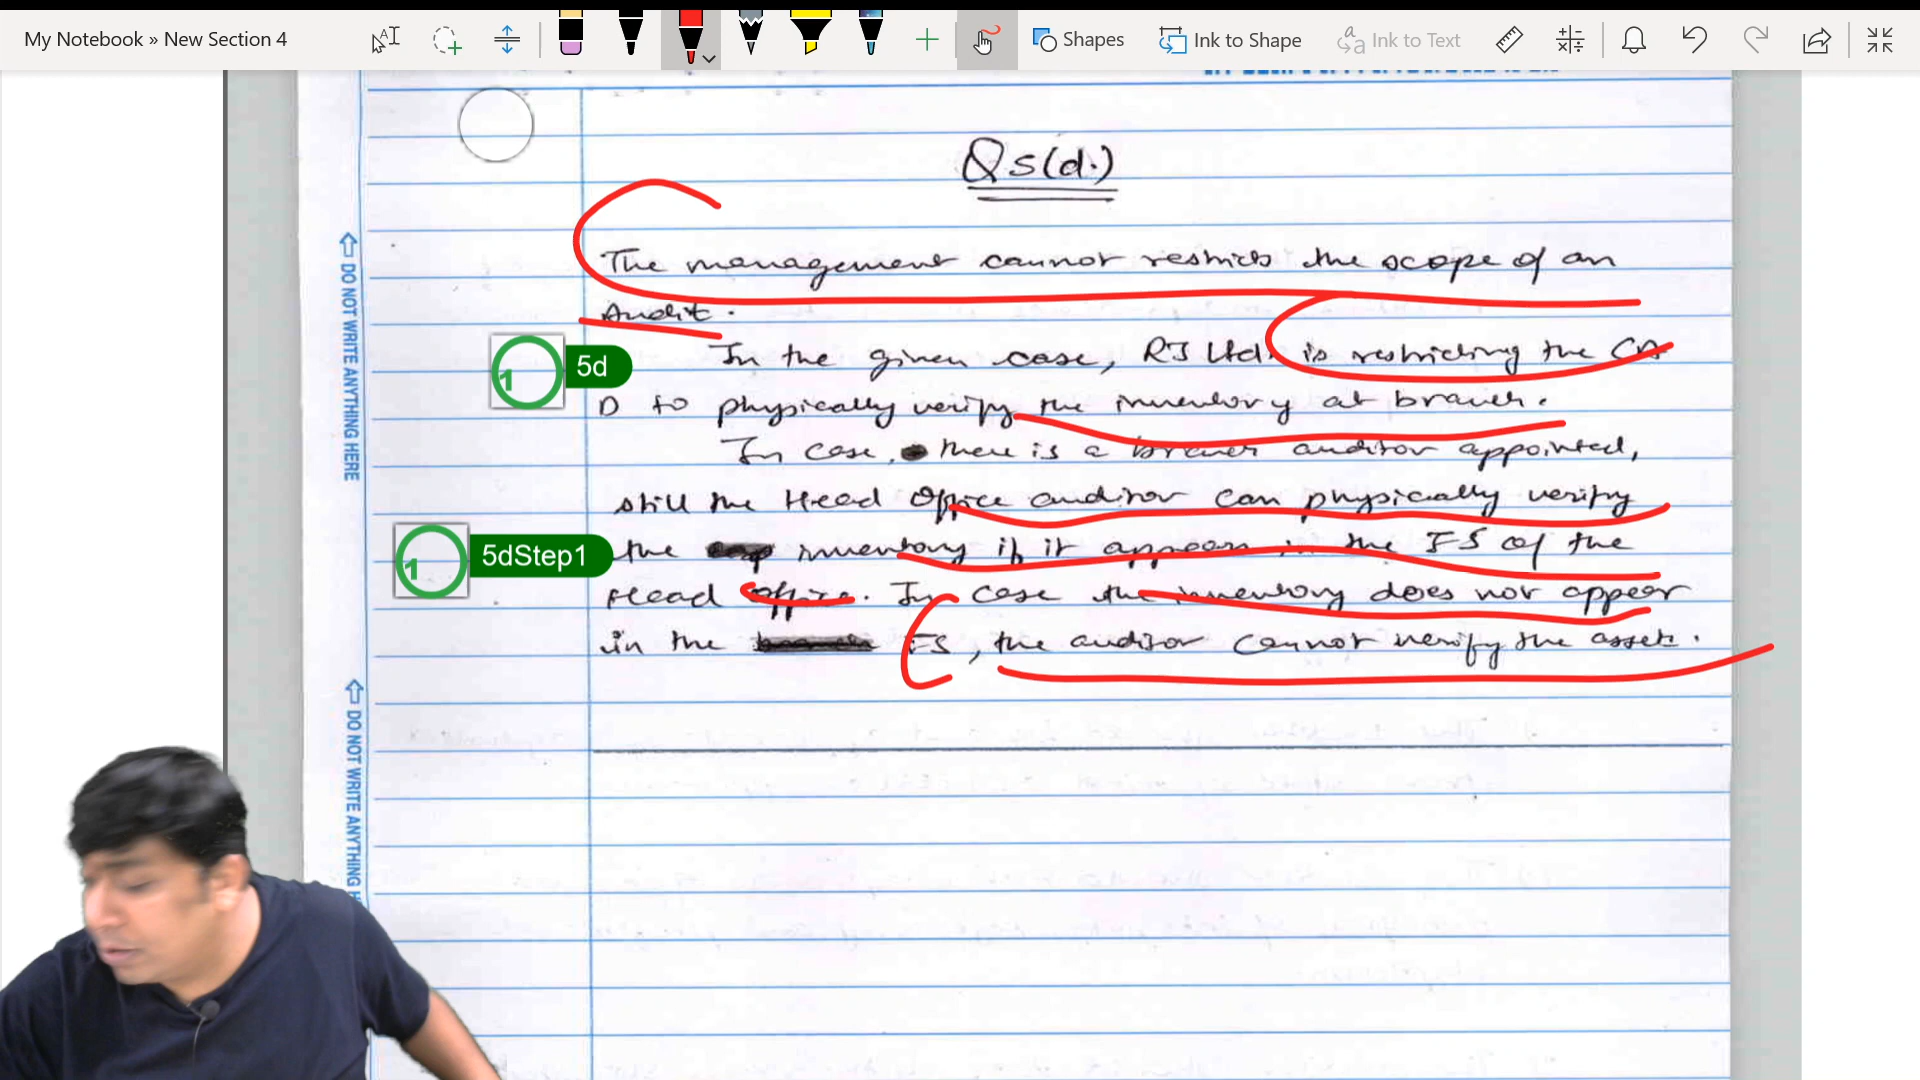 My Notebook » New Section 4
Shapes
Ink to Shape
Ink to Text
Q5(d.)
The management cannot restricts the scope of an
Audit.
In the given case, RJ Ltd. is restricting the CA
5d
1
D to physically verify the inventory at branch.
In case, there is a branch auditor appointed,
still the Head Office auditor can physically verify
the inventory if it appears in the FS of the
5dStep1
1
Head Office. In case the inventory does not appear
in the FS, the auditor cannot verify the assets.
DO NOT WRITE ANYTHING HERE
DO NOT WRITE ANYTHING H